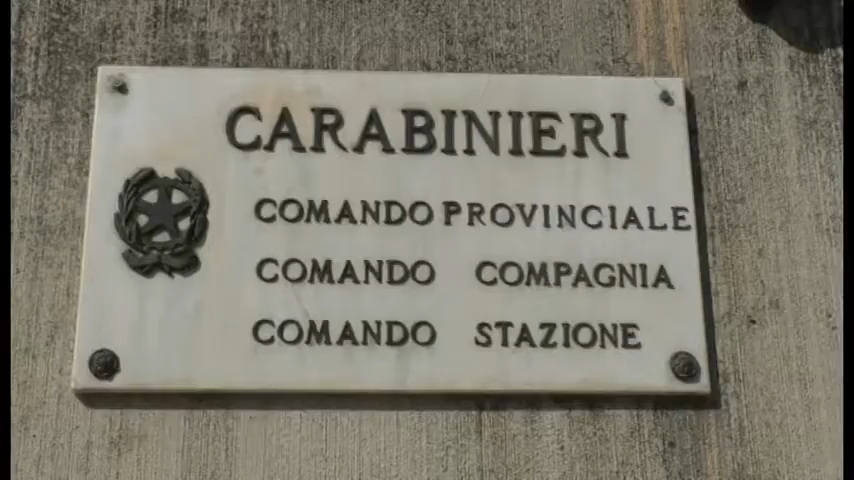 CARABINIERI
COMANDO PROVINCIALE
COMANDO COMPAGNIA
COMANDO STAZIONE